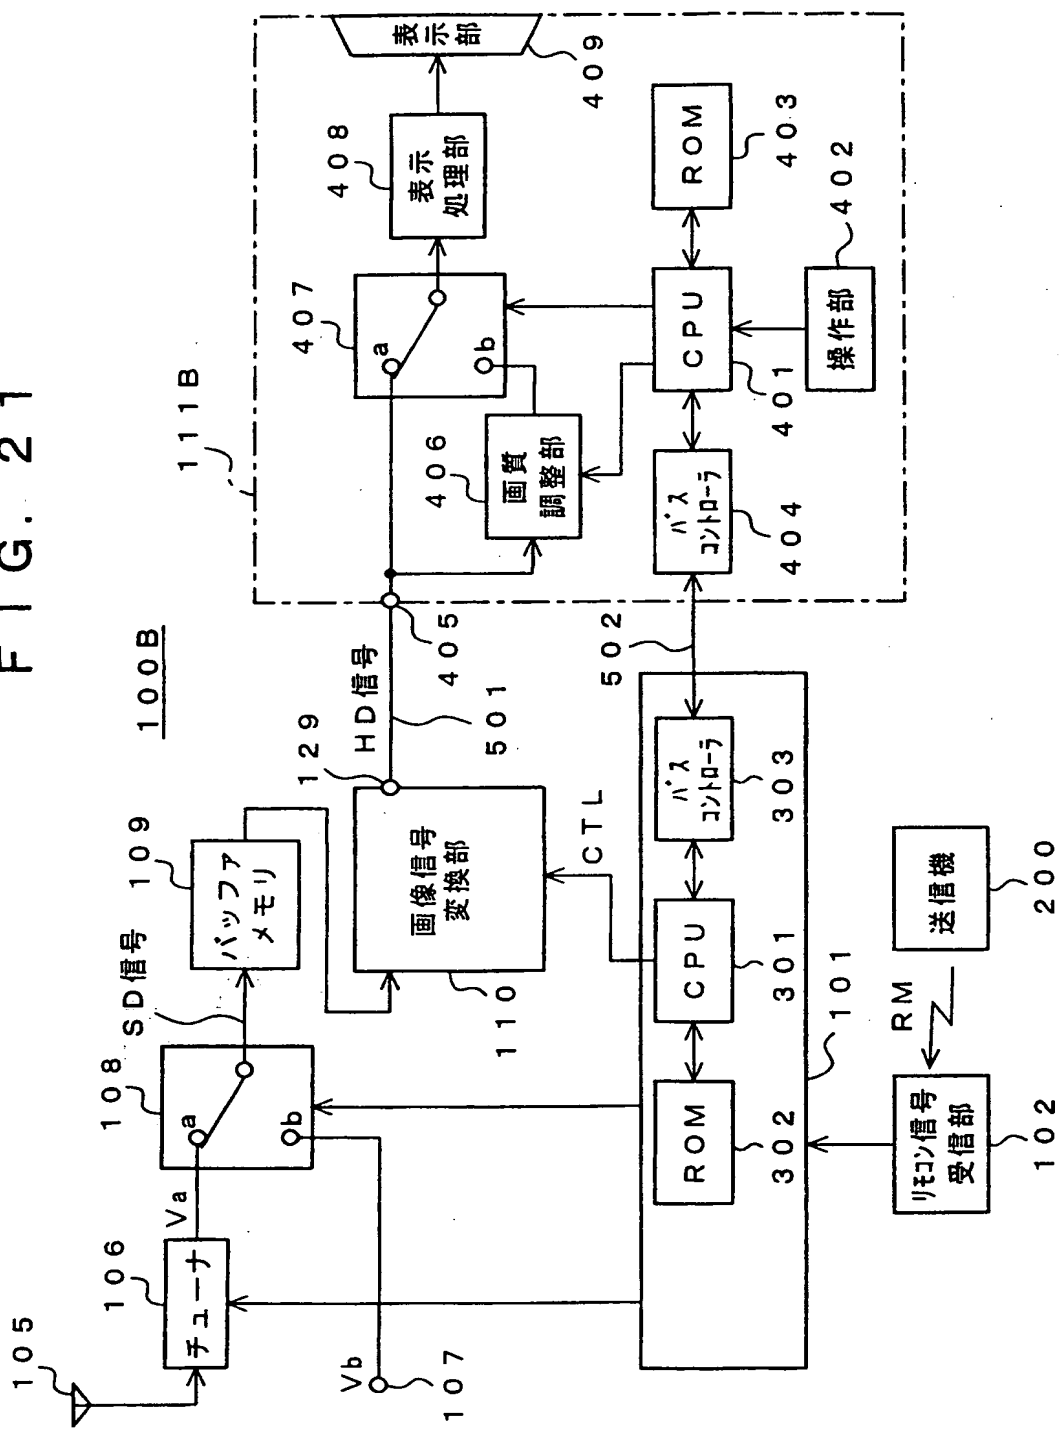 FIG. 21
100B
111B
105
106
チューナ
Va
Vb
107
108
a
b
SD信号
109
バッファ
メモリ
110
画像信号
変換部
129
HD信号
501
405
CTL
406
画質
調整部
407
a
b
408
表示
処理部
表示部
409
101
ROM
302
CPU
301
バス
コントローラ
303
502
バス
コントローラ
404
CPU
401
ROM
403
操作部
402
リモコン信号
受信部
102
RM
送信機
200